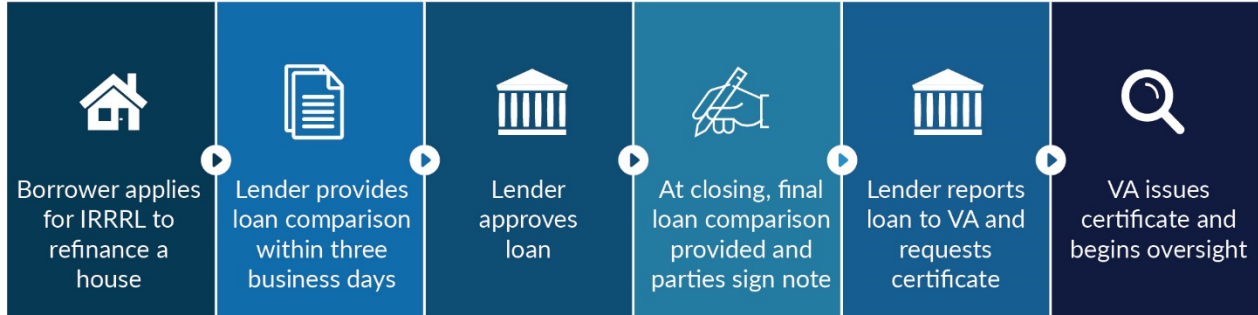 Borrower applies
for IRRRL to
refinance a
house
Lender provides
loan comparison
within three
business days
Lender
approves
loan
At closing, final
loan comparison
provided and
parties sign note
Lender reports
loan to VA and
requests
certificate
VA issues
certificate and
begins oversight